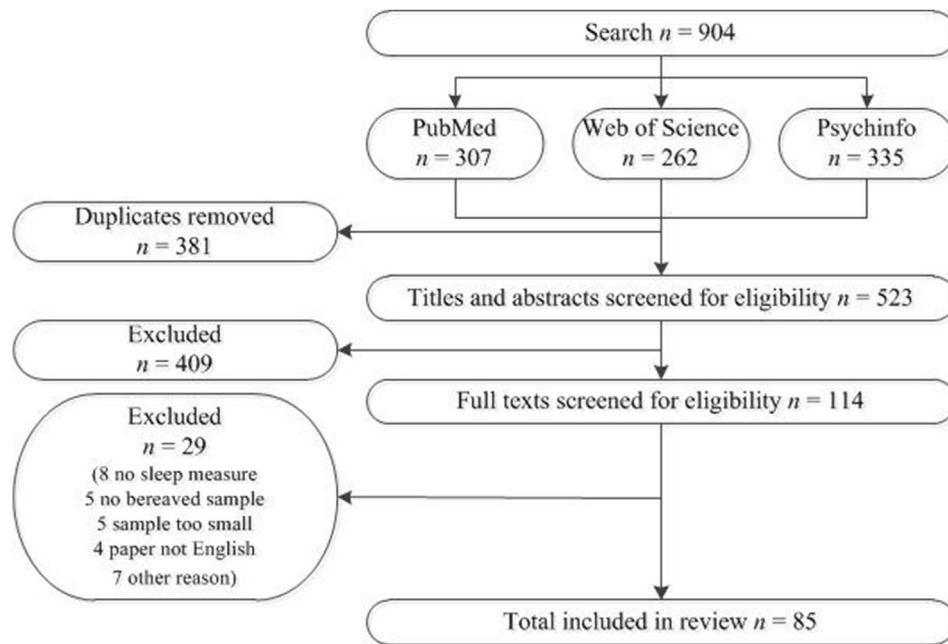 Search n = 904
PubMed
n = 307
Web of Science
n = 262
Psychinfo
n = 335
Duplicates removed
n = 381
Titles and abstracts screened for eligibility n = 523
Excluded
n = 409
Full texts screened for eligibility n = 114
Excluded
n = 29
(8 no sleep measure
5 no bereaved sample
5 sample too small
4 paper not English
7 other reason)
Total included in review n = 85